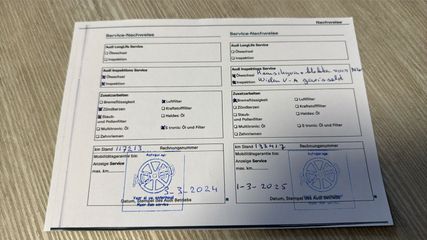 Nachweise
Service-Nachweise
Service-Nachweise
Audi LongLife Service
Ölwechsel
Inspektion
Audi LongLife Service
Ölwechsel
Inspektion
Audi Inspektions Service
Ölwechsel
Inspektion
Audi Inspektions Service
Ölwechsel
Inspektion
Zusatzarbeiten
Bremsflüssigkeit
Luftfilter
Zündkerzen
Kraftstofffilter
Staub- und Pollenfilter
Haldex Öl
Multitronic Öl
S tronic Öl und Filter
Zahnriemen
Zusatzarbeiten
Bremsflüssigkeit
Luftfilter
Zündkerzen
Kraftstofffilter
Staub- und Pollenfilter
Haldex Öl
Multitronic Öl
S tronic Öl und Filter
Zahnriemen
km Stand 117213
Rechnungsnummer
Mobilitätsgarantie bis:
Anzeige Service
max. km
-3-2024
Datum, Stempel des Audi Betriebs
km Stand
Rechnungsnummer
Mobilitätsgarantie bis:
Anzeige Service
max. km
1-3-2025
Datum, Stempel des Audi Betriebs